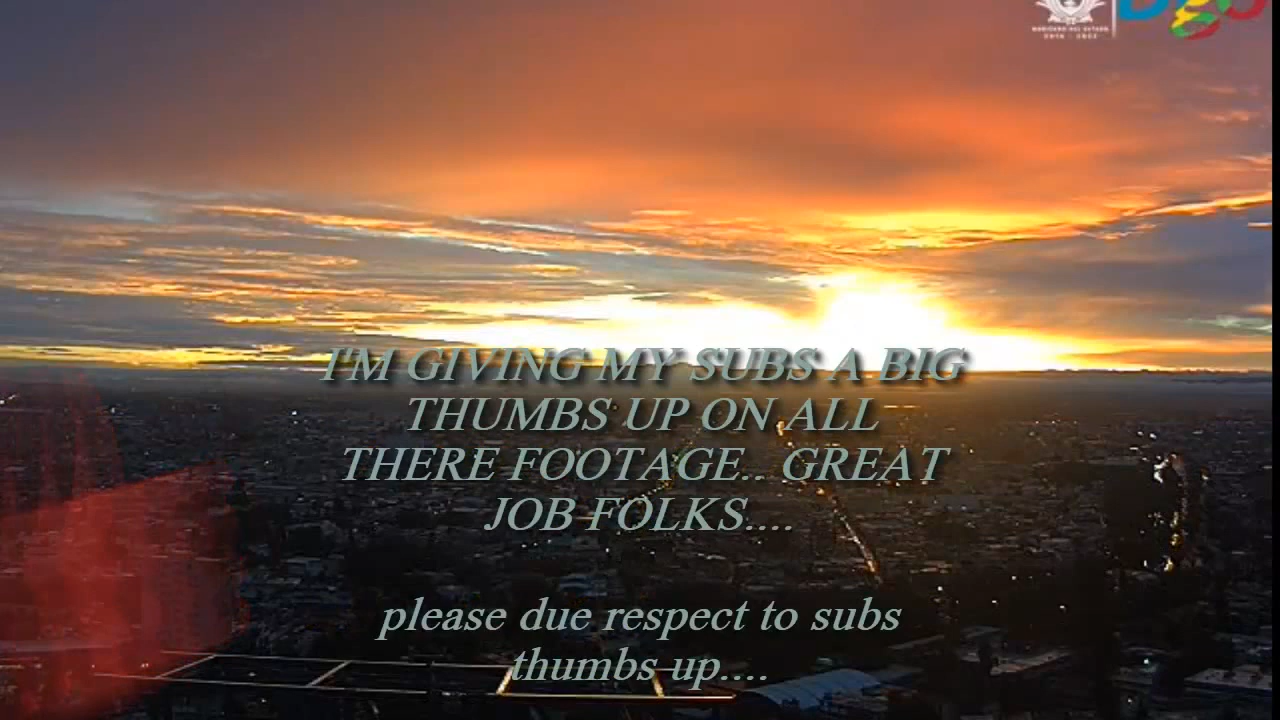 I'M GIVING MY SUBS A BIG
THUMBS UP ON ALL
THERE FOOTAGE.. GREAT
JOB FOLKS....
please due respect to subs
thumbs up....